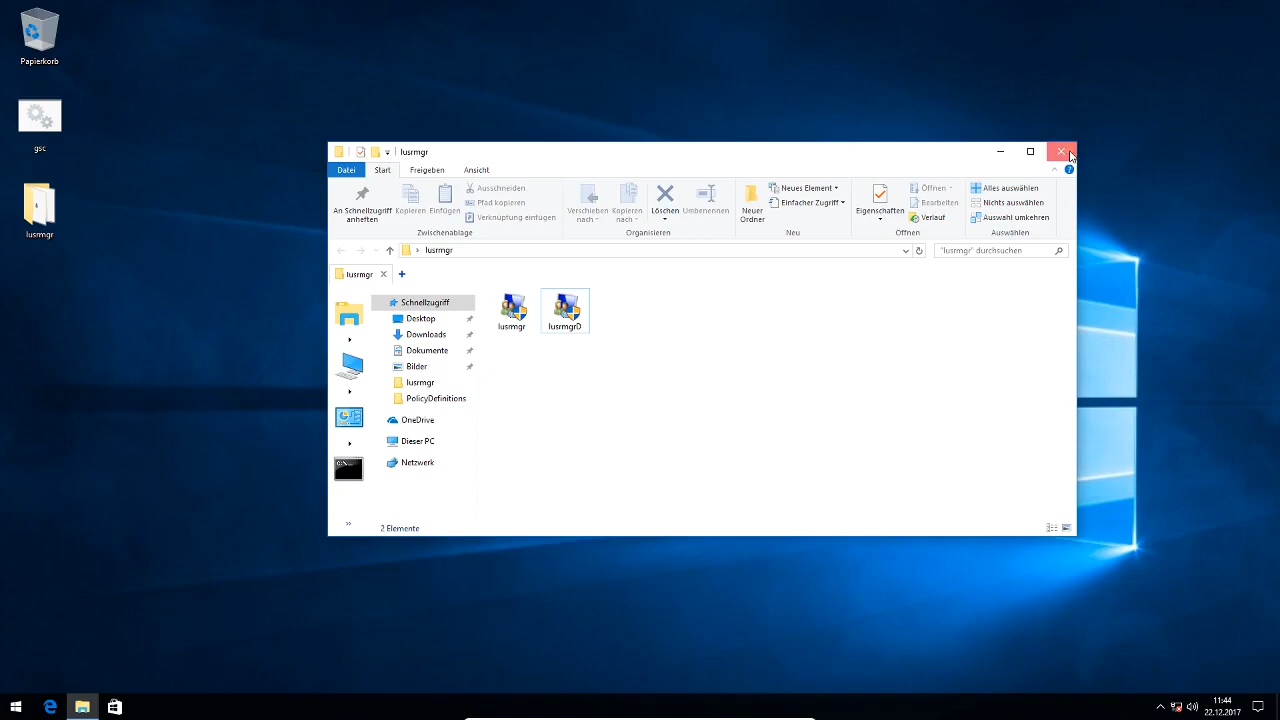 Papierkorb
gsc
lusrmgr
lusrmgr
Datei Start Freigeben Ansicht
An Schnellzugriff anheften
Kopieren
Einfügen
Ausschneiden
Pfad kopieren
Verknüpfung einfügen
Zwischenablage
Verschieben nach
Kopieren nach
Löschen
Umbenennen
Organisieren
Neuer Ordner
Neues Element
Einfacher Zugriff
Neu
Eigenschaften
Öffnen
Bearbeiten
Verlauf
Öffnen
Alles auswählen
Nichts auswählen
Auswahl umkehren
Auswählen
lusrmgr
"lusrmgr" durchsuchen
lusrmgr
Schnellzugriff
Desktop
Downloads
Dokumente
Bilder
lusrmgr
PolicyDefinitions
OneDrive
Dieser PC
Netzwerk
lusrmgr
lusrmgrD
2 Elemente
11:44
22.12.2017